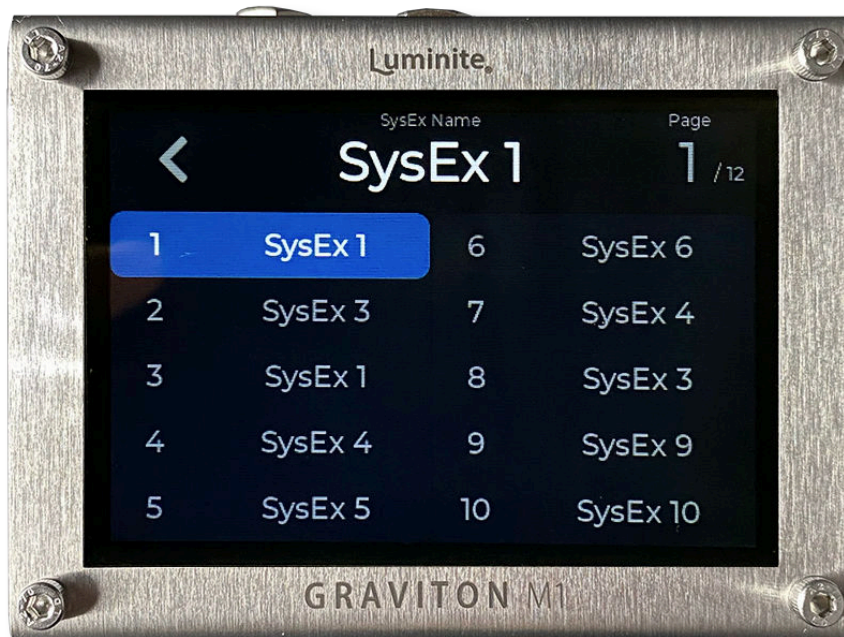 Luminite
SysEx Name
Page
SysEx 1
1 / 12
1 SysEx 1
6 SysEx 6
2 SysEx 3
7 SysEx 4
3 SysEx 1
8 SysEx 3
4 SysEx 4
9 SysEx 9
5 SysEx 5
10 SysEx 10
GRAVITON M1